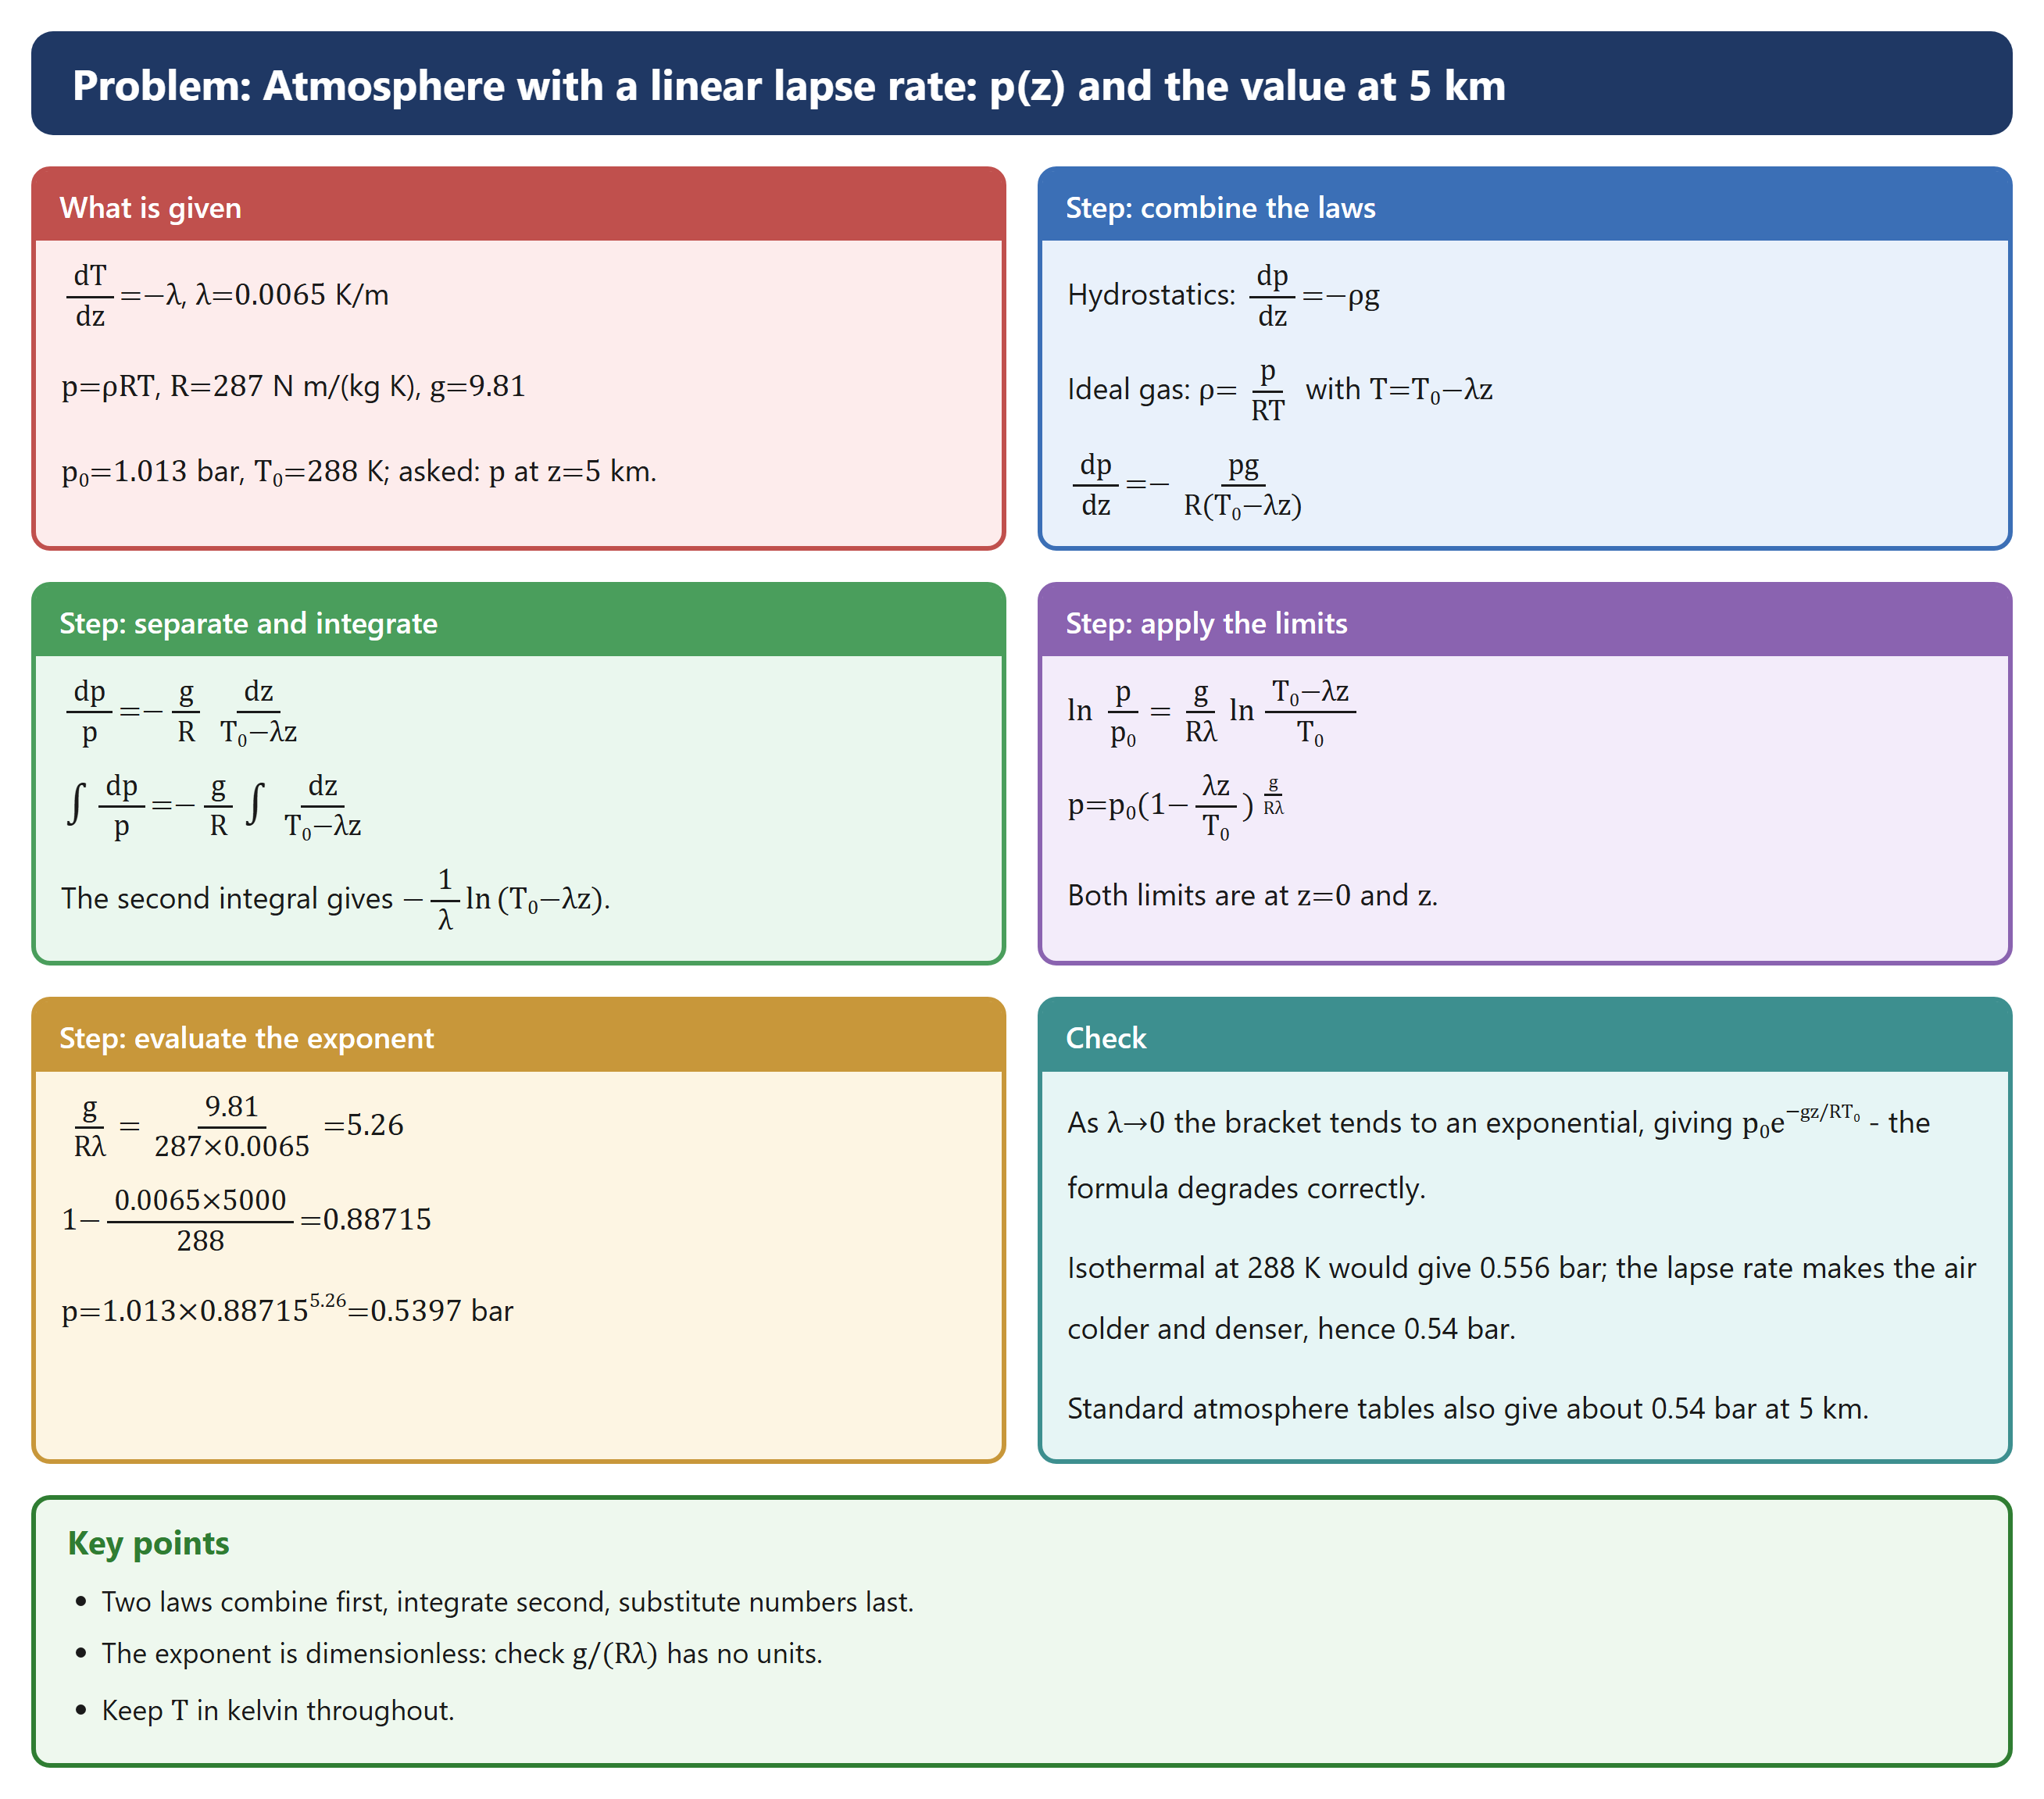 Problem: Atmosphere with a linear lapse rate: p(z) and the value at 5 km
What is given
dT/dz=−λ, λ=0.0065 K/m
p=ρRT, R=287 N m/(kg K), g=9.81
p₀=1.013 bar, T₀=288 K; asked: p at z=5 km.
Step: combine the laws
Hydrostatics: dp/dz=−ρg
Ideal gas: ρ=p/RT with T=T₀−λz
dp/dz=−pg/R(T₀−λz)
Step: separate and integrate
dp/p=−g/R dz/T₀−λz
∫ dp/p=−g/R ∫ dz/T₀−λz
The second integral gives −1/λ ln (T₀−λz).
Step: apply the limits
ln p/p₀ = g/Rλ ln T₀−λz/T₀
p=p₀(1−λz/T₀)^g/Rλ
Both limits are at z=0 and z.
Step: evaluate the exponent
g/Rλ = 9.81/287×0.0065 =5.26
1−0.0065×5000/288=0.88715
p=1.013×0.88715^5.26=0.5397 bar
Check
As λ→0 the bracket tends to an exponential, giving p₀e^−gz/RT₀ - the
formula degrades correctly.
Isothermal at 288 K would give 0.556 bar; the lapse rate makes the air
colder and denser, hence 0.54 bar.
Standard atmosphere tables also give about 0.54 bar at 5 km.
Key points
• Two laws combine first, integrate second, substitute numbers last.
• The exponent is dimensionless: check g/(Rλ) has no units.
• Keep T in kelvin throughout.